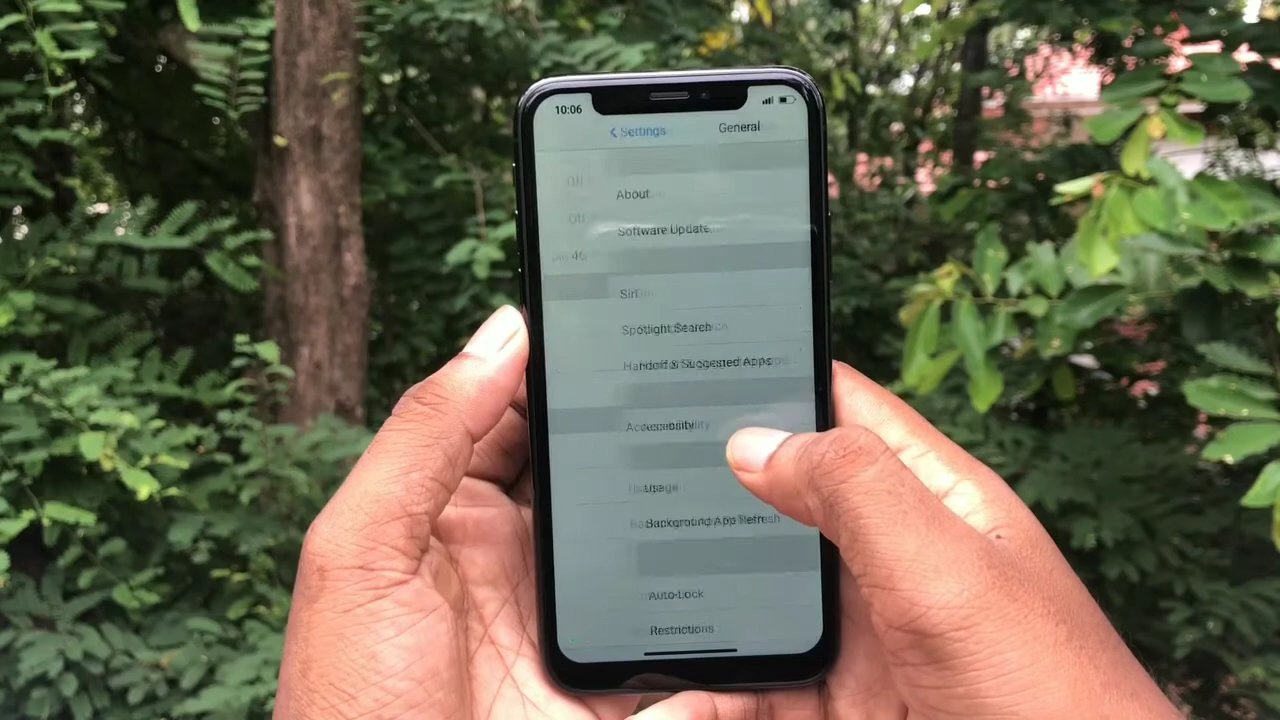 10:06
Settings
General
About
Software Update
Siri
Spotlight Search
Handoff & Suggested Apps
Accessibility
Usage
Background App Refresh
Auto-Lock
Restrictions